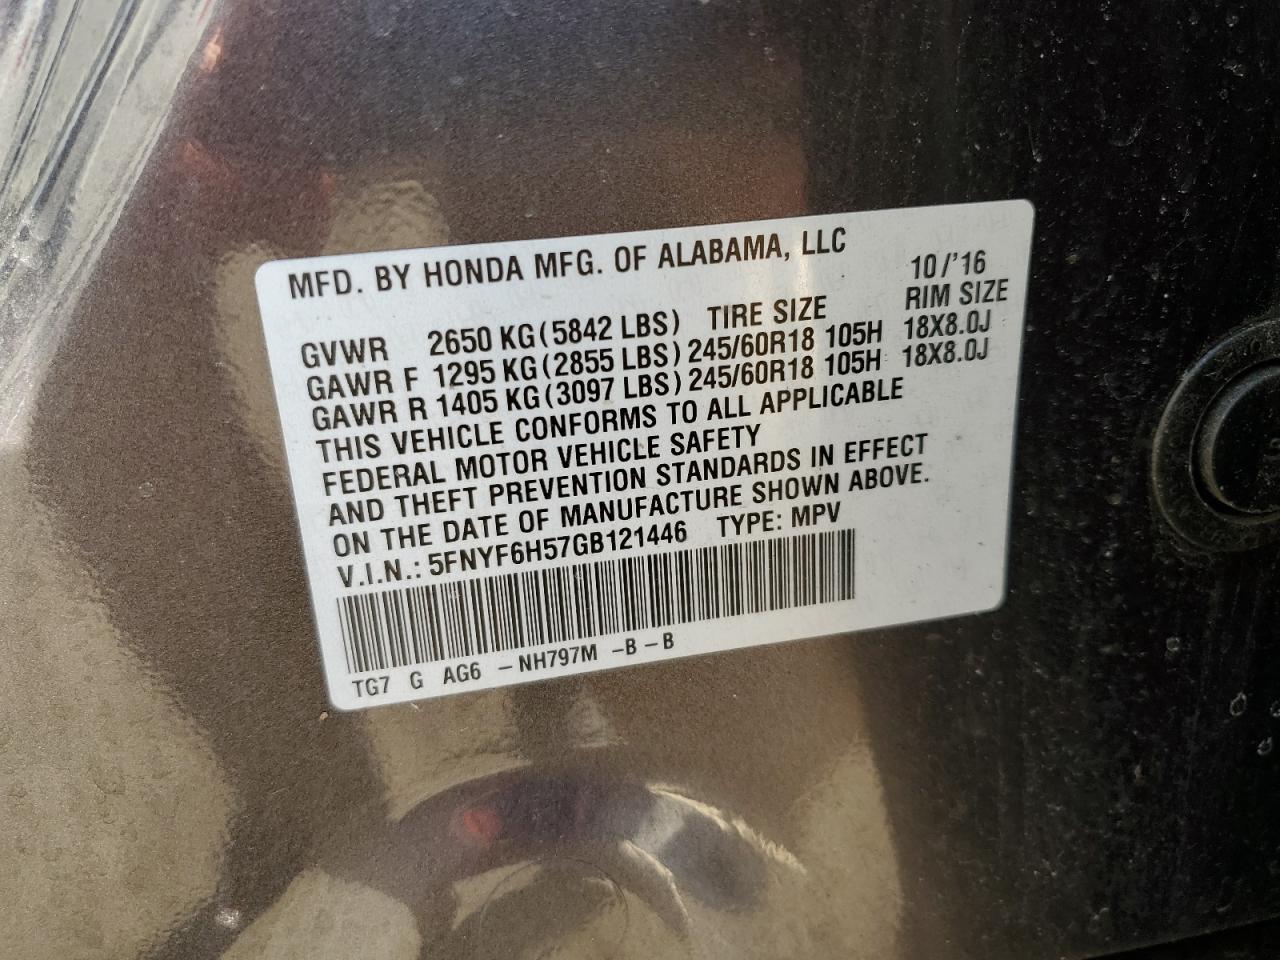 MFD. BY HONDA MFG. OF ALABAMA, LLC 10/'16
GVWR 2650 KG(5842 LBS) TIRE SIZE RIM SIZE
GAWR F 1295 KG(2855 LBS) 245/60R18 105H 18X8.0J
GAWR R 1405 KG(3097 LBS) 245/60R18 105H 18X8.0J
THIS VEHICLE CONFORMS TO ALL APPLICABLE
FEDERAL MOTOR VEHICLE SAFETY
AND THEFT PREVENTION STANDARDS IN EFFECT
ON THE DATE OF MANUFACTURE SHOWN ABOVE.
V.I.N.: 5FNYF6H57GB121446 TYPE: MPV
TG7 G AG6 -NH797M -B-B